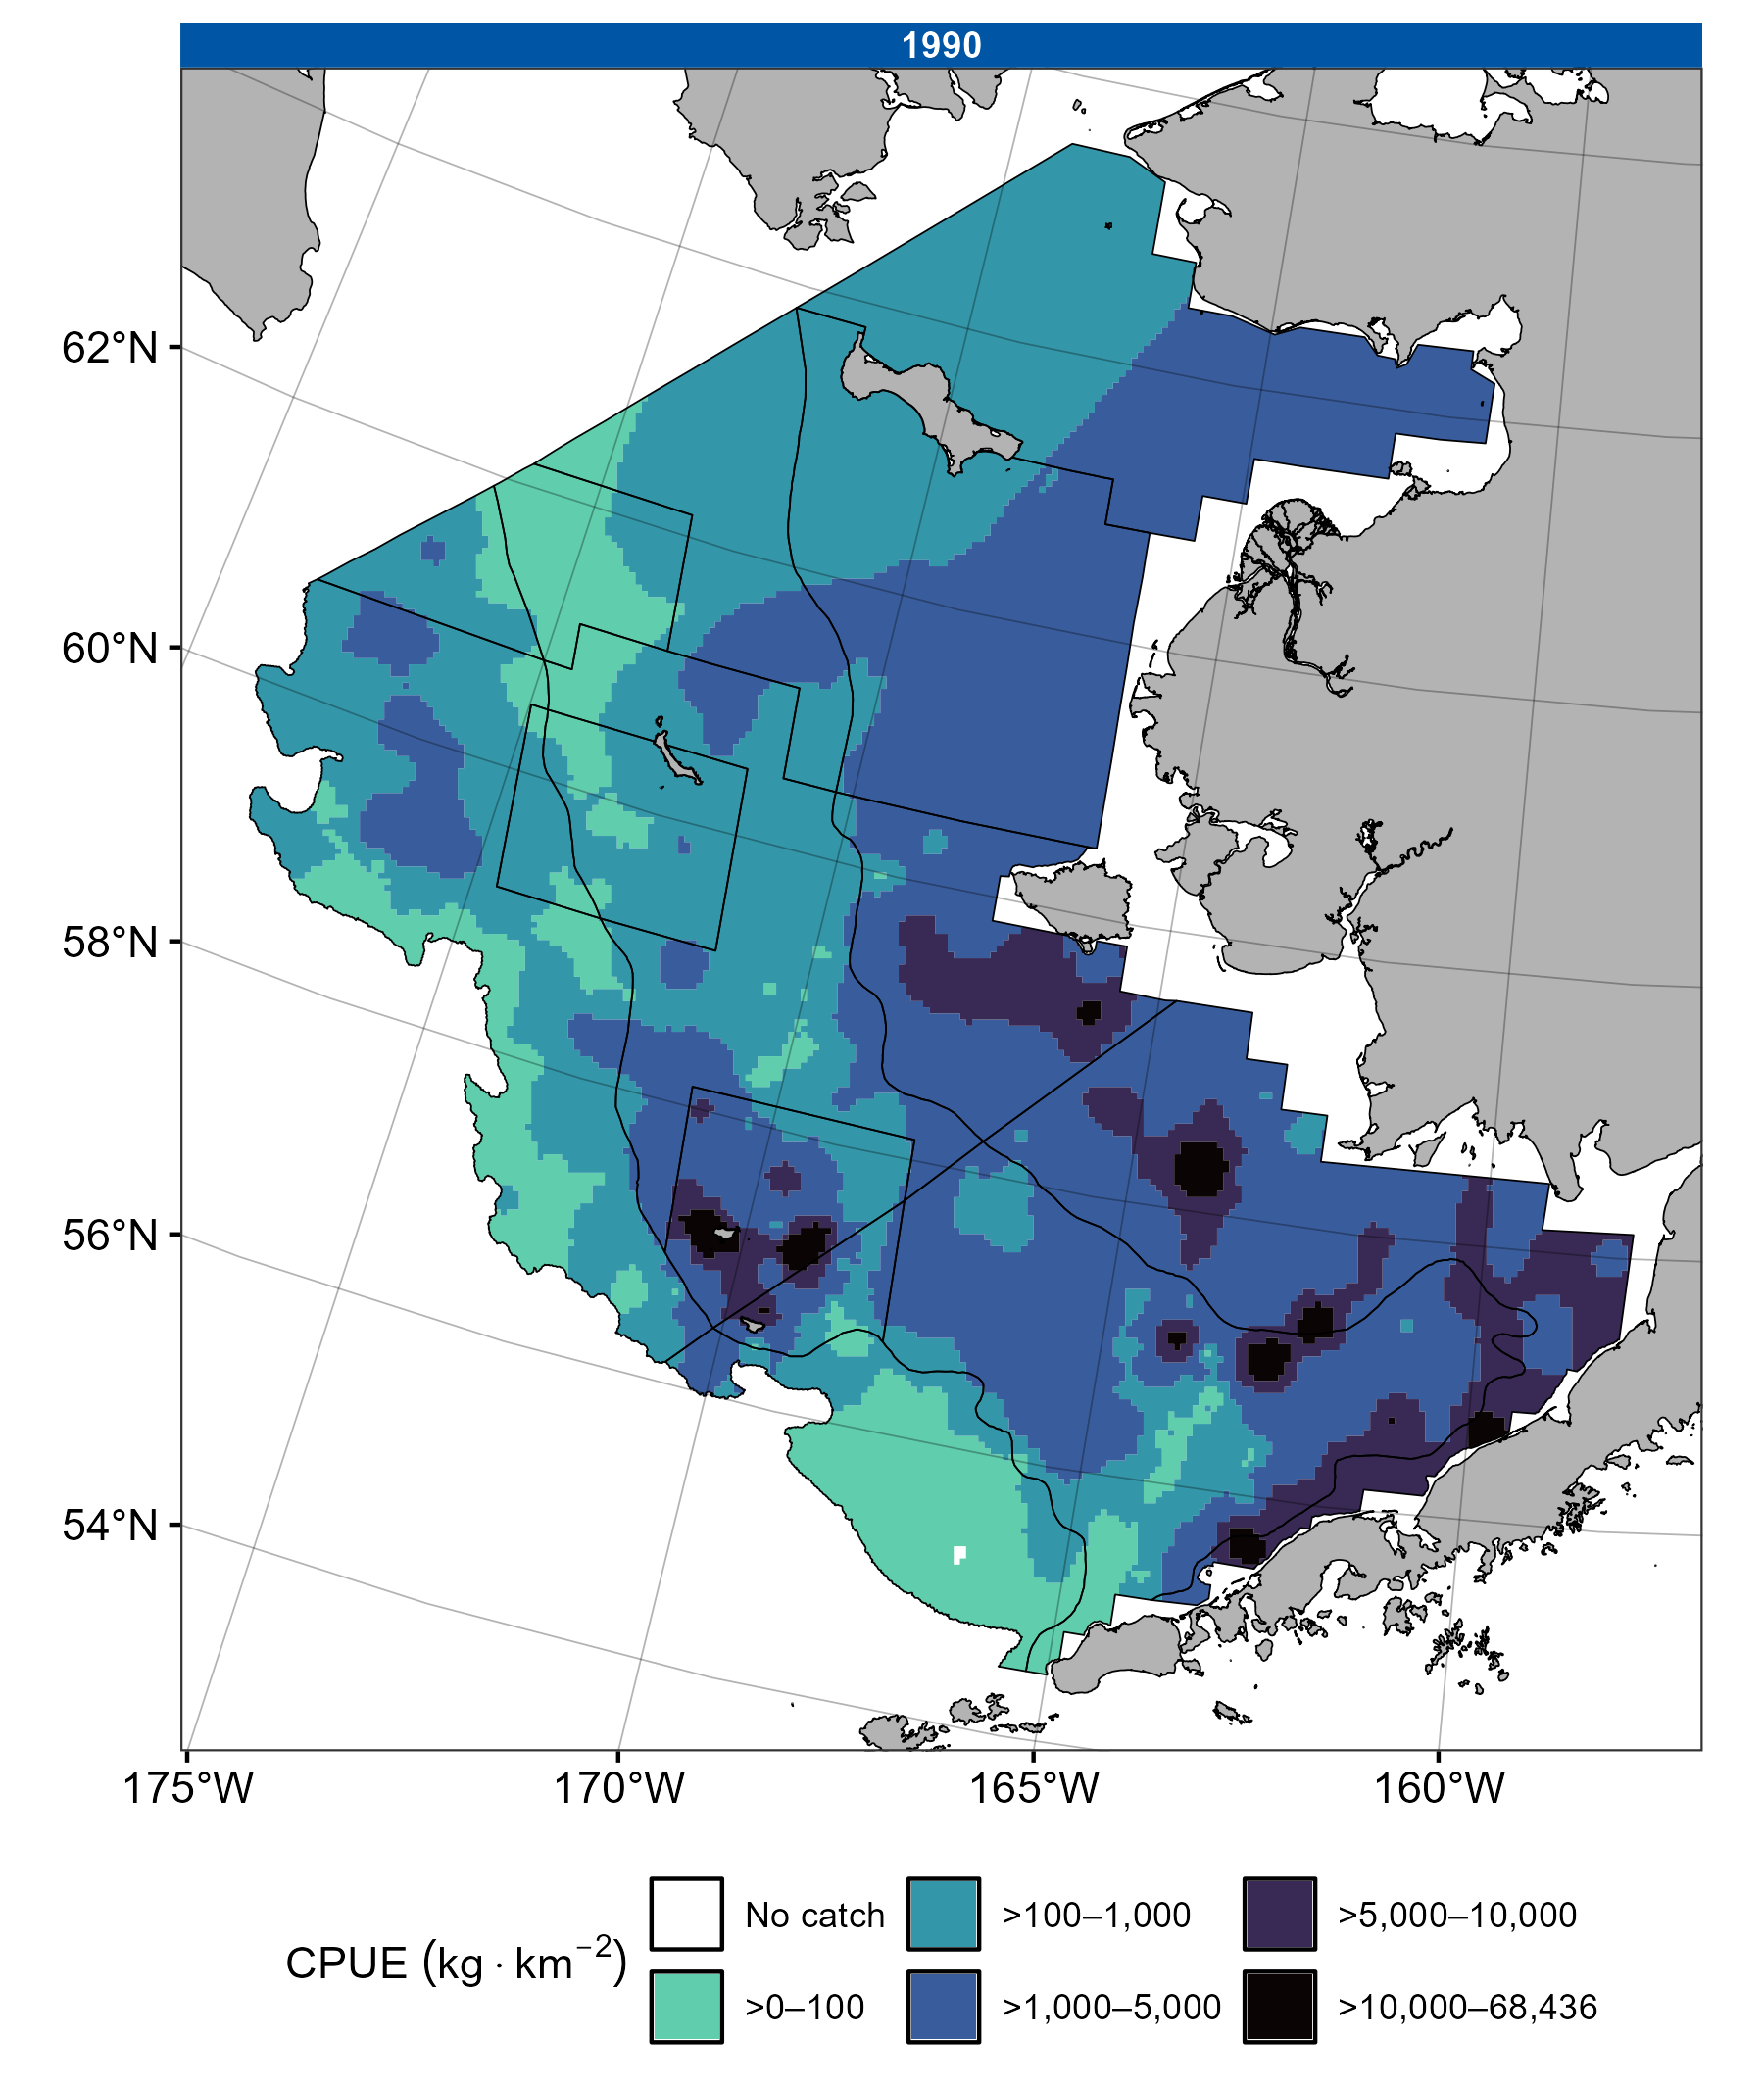 1990
62°N
60°N
58°N
56°N
54°N
175°W 170°W 165°W 160°W
CPUE (kg · km⁻²)
No catch >100–1,000 >5,000–10,000
>0–100 >1,000–5,000 >10,000–68,436